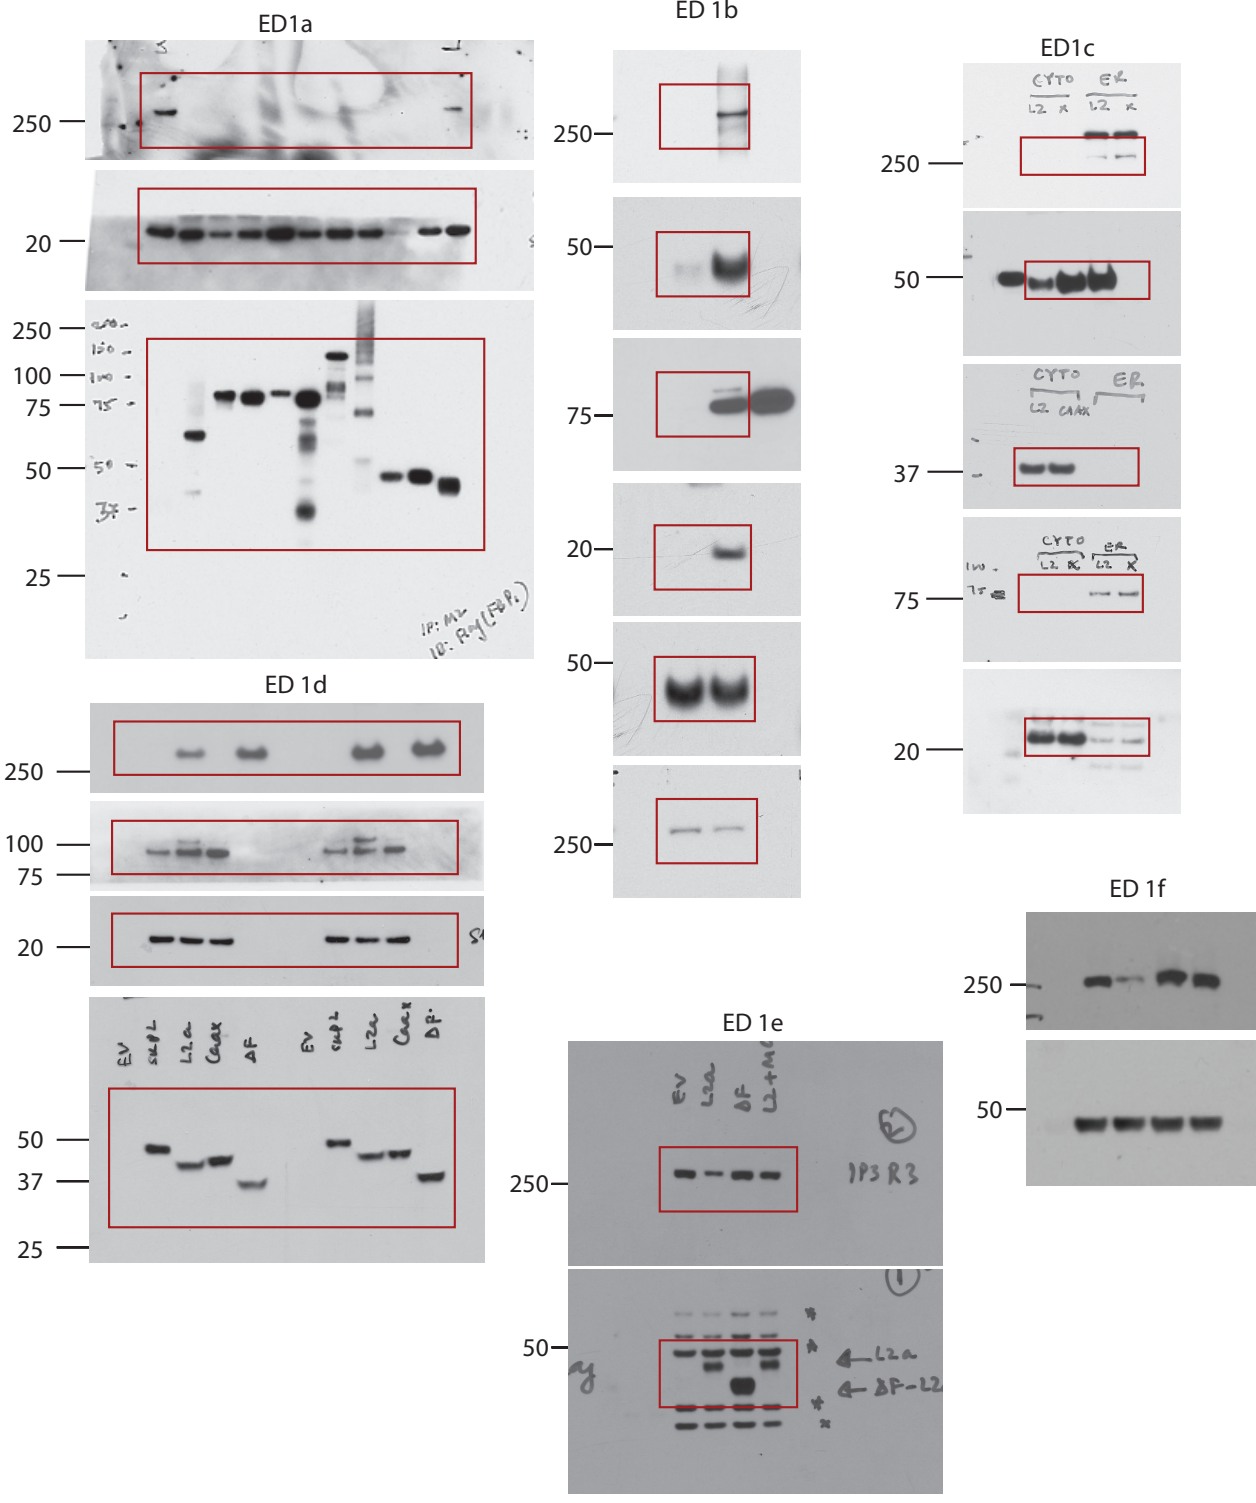 ED1a
250
20
250
100
75
50
25
250-
150 -
100 -
75 -
50 -
37 -
IP: M2
ED 1b
250
50
75
20
50
250
ED1c
CYTO ER
L2 X L2 X
250
50
CYTO ER
L2 CAAX
37
CYTO ER
L2 X L2 X
100 -
75
75
20
ED 1d
250
100
75
20
EV SKP2 L2a Caax ΔF EV SKP2 L2a Caax ΔF
50
37
25
ED 1e
EV L2a ΔF L2+MG
250
IP3R3
50
L2a
ΔF-L2
ED 1f
250
50